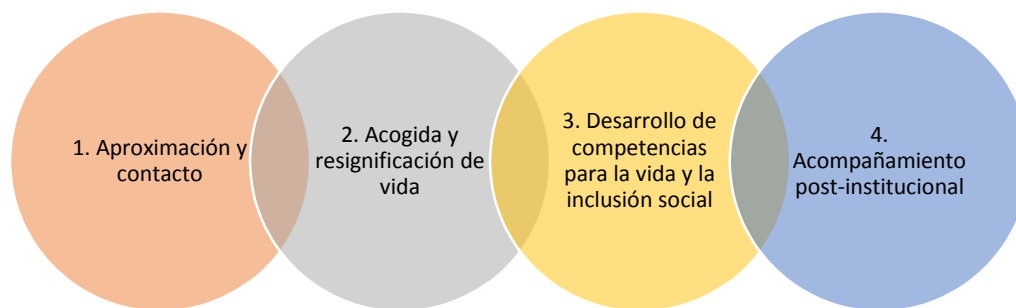 1. Aproximación y
contacto
2. Acogida y
resignificación de
vida
3. Desarrollo de
competencias
para la vida y la
inclusión social
4.
Acompañamiento
post-institucional